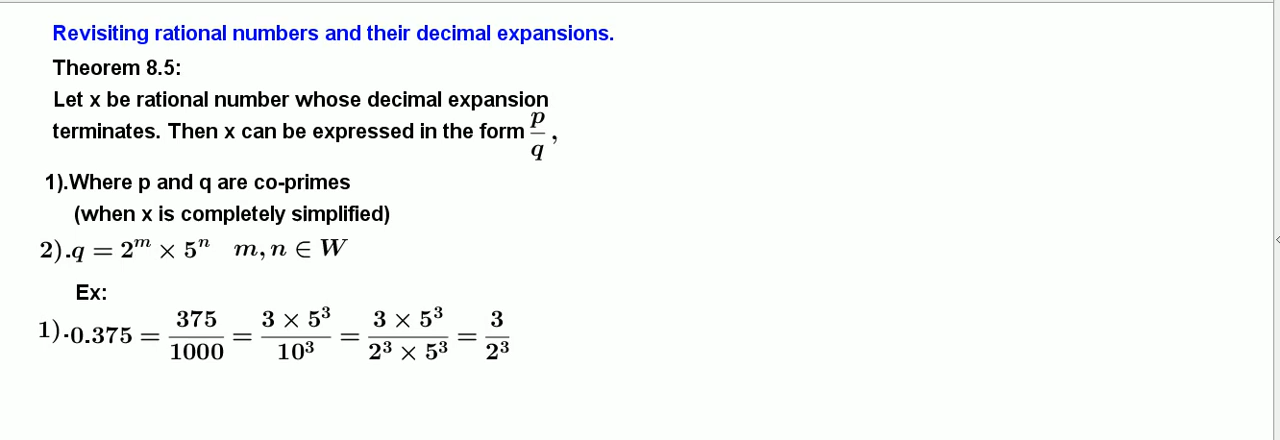 Revisiting rational numbers and their decimal expansions.
Theorem 8.5:
Let x be rational number whose decimal expansion
terminates. Then x can be expressed in the form p/q,
1).Where p and q are co-primes
(when x is completely simplified)
2).q = 2^m × 5^n m, n ∈ W
Ex:
1).0.375 = 375/1000 = 3 × 5^3/10^3 = 3 × 5^3/2^3 × 5^3 = 3/2^3